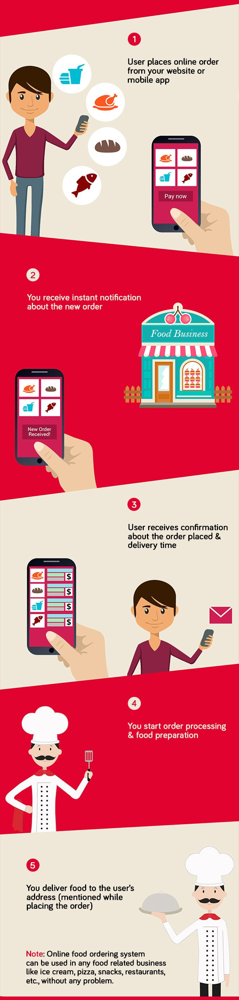 1
User places online order
from your website or
mobile app
Pay now
2
You receive instant notification
about the new order
Food Business
New Order
Received!
3
User receives confirmation
about the order placed &
delivery time
$
$
$
$
4
You start order processing
& food preparation
5
You deliver food to the user's
address (mentioned while
placing the order)
Note: Online food ordering system
can be used in any food related business
like ice cream, pizza, snacks, restaurants,
etc., without any problem.